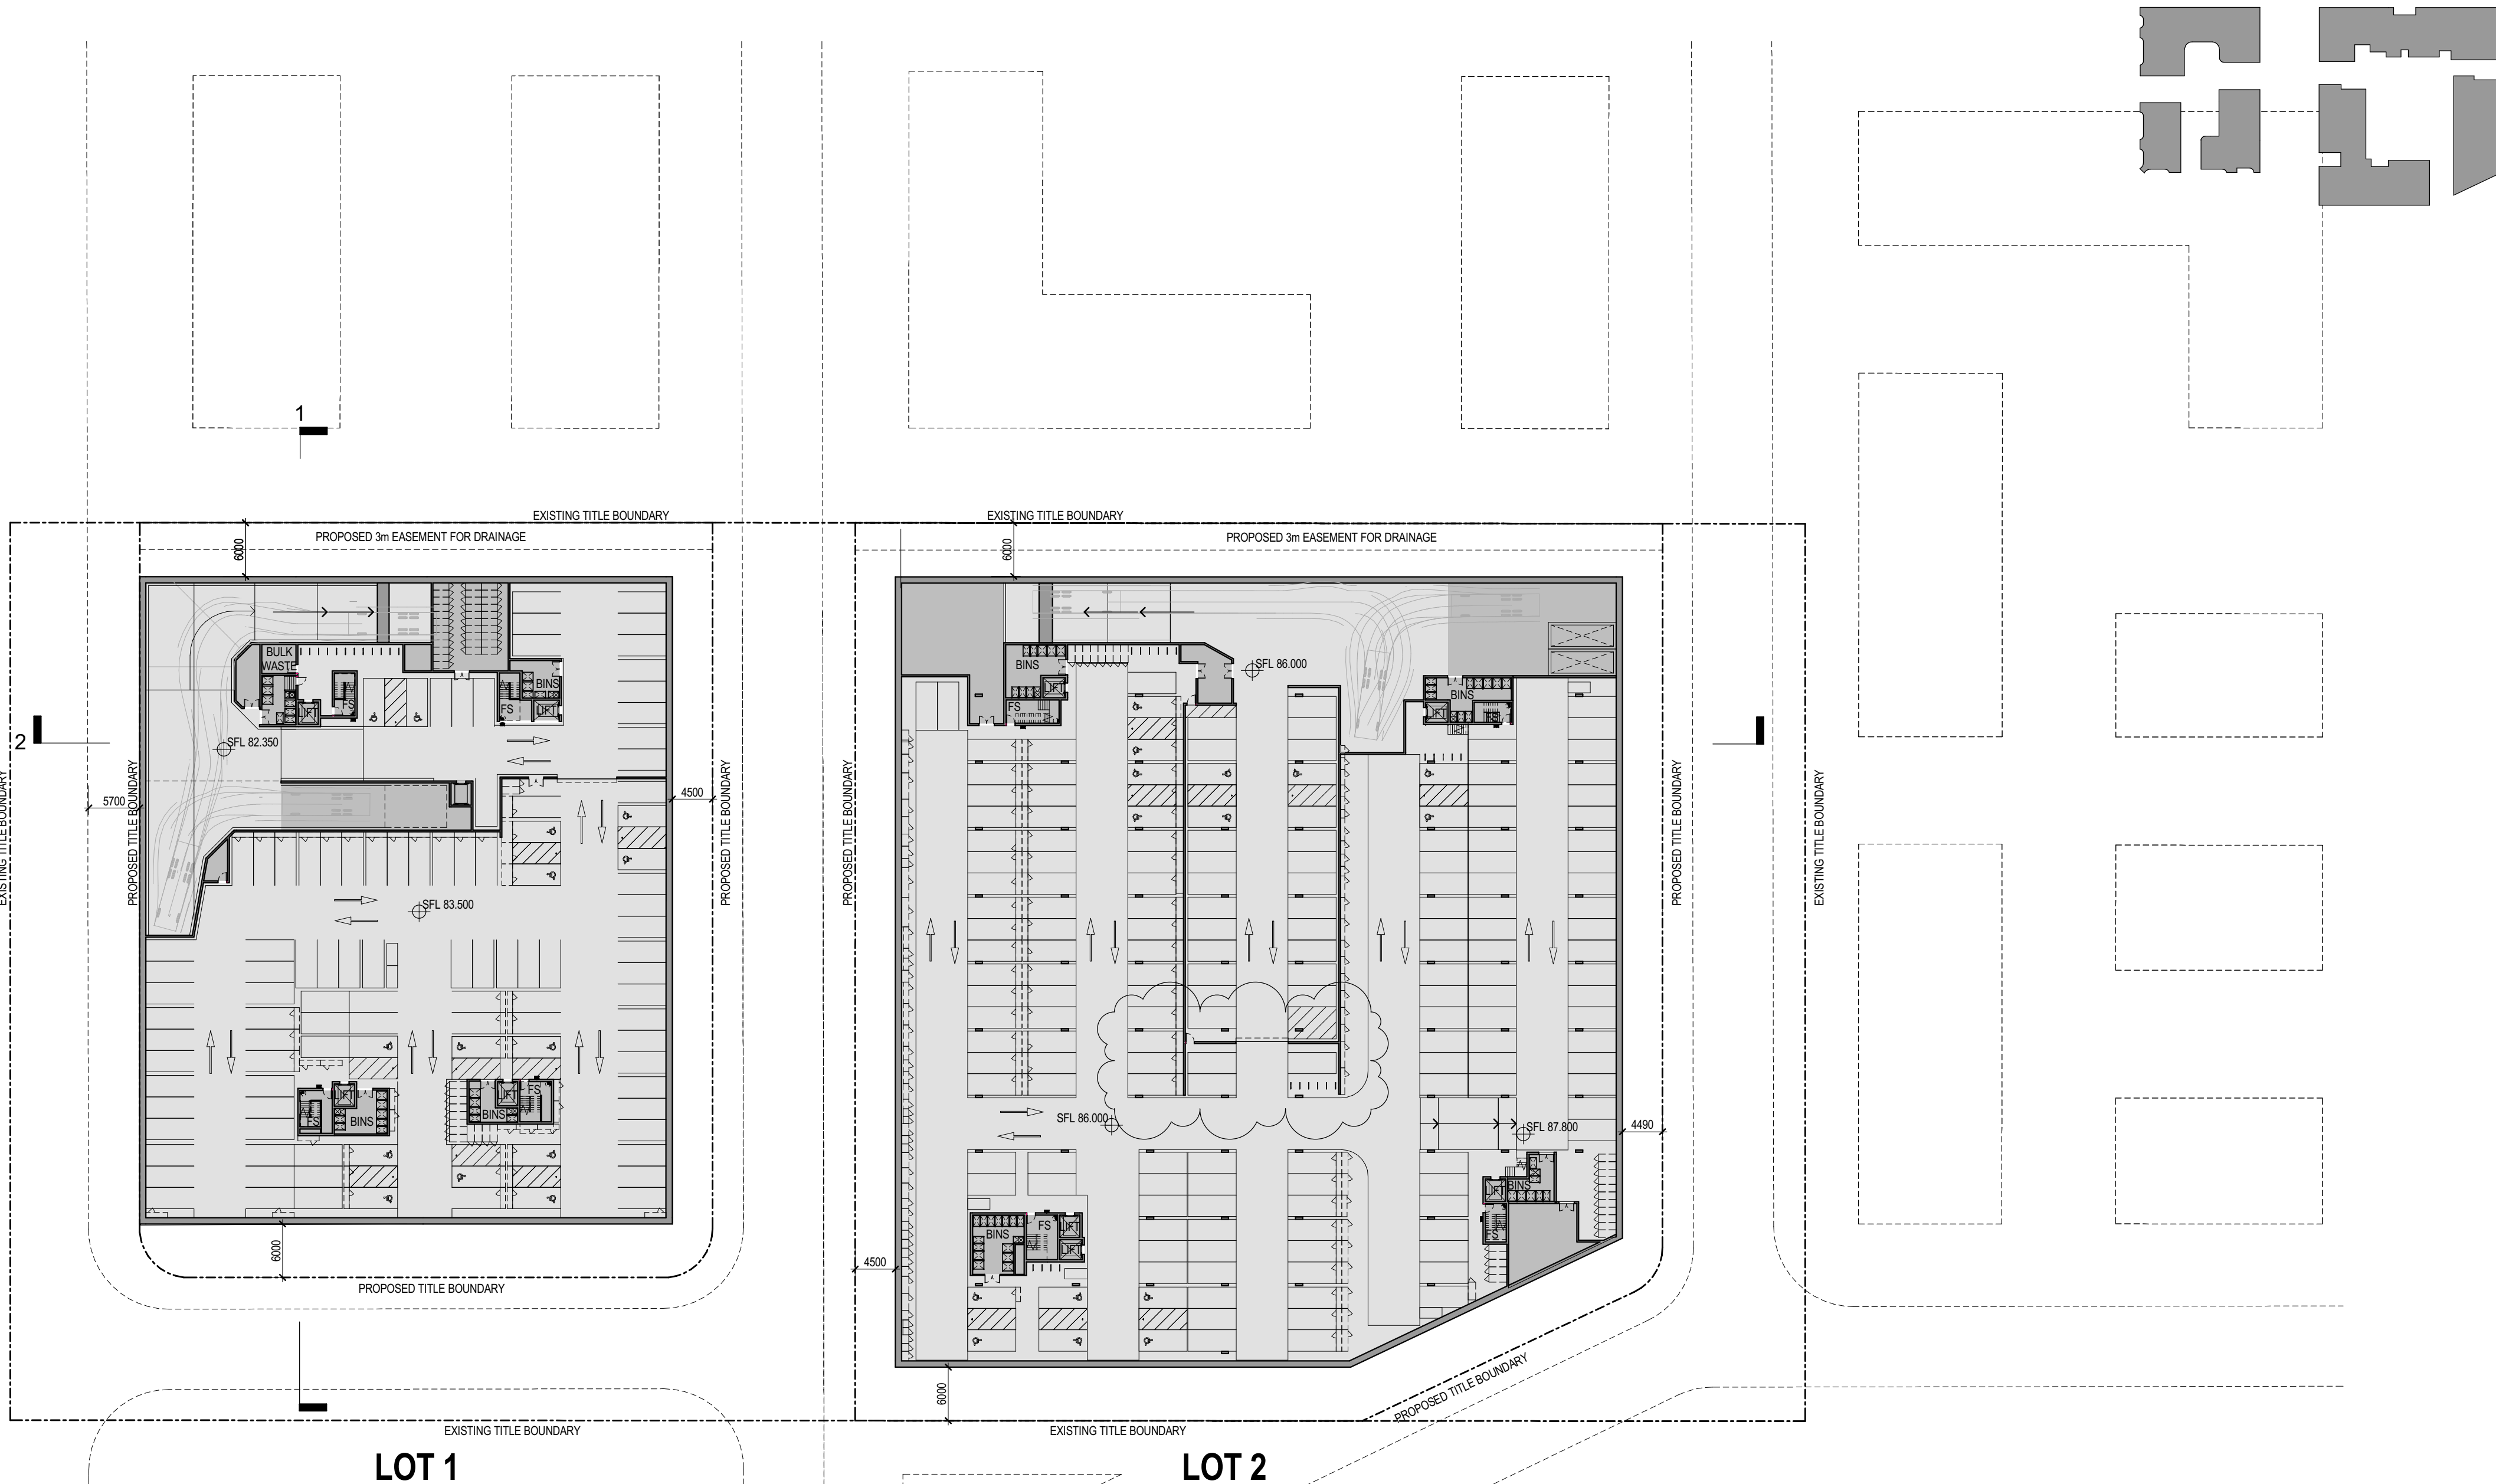 1
EXISTING TITLE BOUNDARY
EXISTING TITLE BOUNDARY
PROPOSED 3m EASEMENT FOR DRAINAGE
PROPOSED 3m EASEMENT FOR DRAINAGE
6000
6000
BULK
WASTE
LIFT
FS
FS
BINS
LIFT
BINS
LIFT
FS
SFL 86.000
BINS
LIFT
FS
2
SFL 82.350
5700
4500
EXISTING TITLE BOUNDARY
PROPOSED TITLE BOUNDARY
PROPOSED TITLE BOUNDARY
PROPOSED TITLE BOUNDARY
PROPOSED TITLE BOUNDARY
EXISTING TITLE BOUNDARY
SFL 83.500
FS
LIFT
BINS
BINS
LIFT
FS
SFL 86.000
SFL 87.800
4490
LIFT
BINS
FS
BINS
FS
LIFT
LIFT
6000
4500
PROPOSED TITLE BOUNDARY
6000
PROPOSED TITLE BOUNDARY
EXISTING TITLE BOUNDARY
EXISTING TITLE BOUNDARY
LOT 1
LOT 2